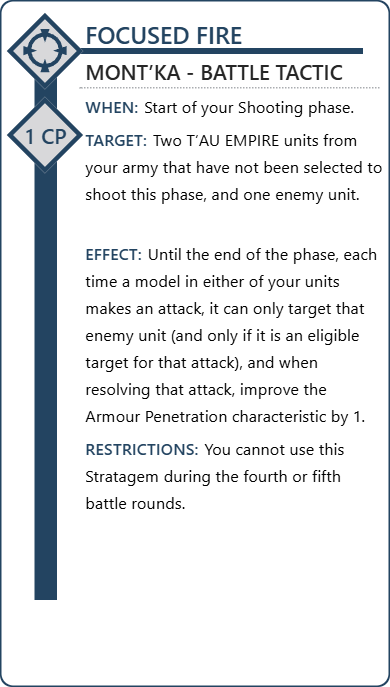 FOCUSED FIRE
MONT’KA - BATTLE TACTIC
WHEN: Start of your Shooting phase.
1 CP
TARGET: Two T’AU EMPIRE units from
your army that have not been selected to
shoot this phase, and one enemy unit.
EFFECT: Until the end of the phase, each
time a model in either of your units
makes an attack, it can only target that
enemy unit (and only if it is an eligible
target for that attack), and when
resolving that attack, improve the
Armour Penetration characteristic by 1.
RESTRICTIONS: You cannot use this
Stratagem during the fourth or fifth
battle rounds.